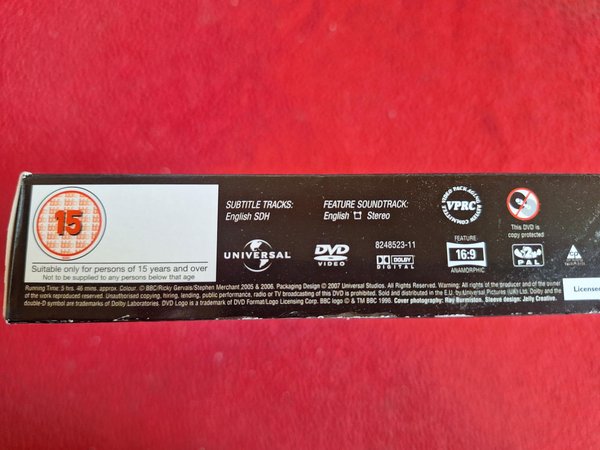 15
Suitable only for persons of 15 years and over
Not to be supplied to any person below that age
SUBTITLE TRACKS:
English SDH
FEATURE SOUNDTRACK:
English Stereo
UNIVERSAL
DVD
VIDEO
8248523-11
DOLBY
DIGITAL
VIDEO PACKAGING REVIEW COMMITTEE
VPRC
FEATURE
16:9
ANAMORPHIC
This DVD is
copy protected
2
PAL
Licensed
Running Time: 5 hrs. 46 mins. approx. Colour. © BBC/Ricky Gervais/Stephen Merchant 2005 & 2006. Packaging Design © 2007 Universal Studios. All Rights Reserved. Warning: All rights of the producer and of the owner
of the work reproduced reserved. Unauthorised copying, hiring, lending, public performance, radio or TV broadcasting of this DVD is prohibited. Sold and distributed in the E.U. by Universal Pictures (UK) Ltd. Dolby and the
double-D symbol are trademarks of Dolby Laboratories. DVD Logo is a trademark of DVD Format/Logo Licensing Corp. BBC logo © & TM BBC 1996. Cover photography: Ray Burmiston. Sleeve design: Jelly Creative.